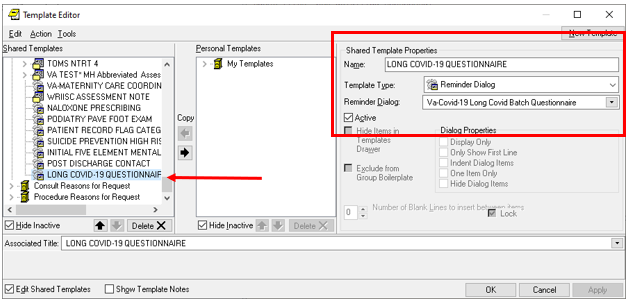 Template Editor
Edit Action Tools
New Template
Shared Templates
TOMS NTRT 4
VA TEST* MH Abbreviated Asses
VA-MATERNITY CARE COORDIN
WRIISC ASSESSMENT NOTE
NALOXONE PRESCRIBING
PODIATRY PAVE FOOT EXAM
PATIENT RECORD FLAG CATEG
SUICIDE PREVENTION HIGH RIS
INITIAL FIVE ELEMENT MENTAL
POST DISCHARGE CONTACT
LONG COVID-19 QUESTIONNAIF
Consult Reasons for Request
Procedure Reasons for Request
Hide Inactive
Delete
Copy
Personal Templates
My Templates
Hide Inactive
Delete
Shared Template Properties
Name: LONG COVID-19 QUESTIONNAIRE
Template Type: Reminder Dialog
Reminder Dialog: Va-Covid-19 Long Covid Batch Questionnaire
Active
Hide Items in
Templates
Drawer
Exclude from
Group Boilerplate
Dialog Properties
Display Only
Only Show First Line
Indent Dialog Items
One Item Only
Hide Dialog Items
0 Number of Blank Lines to insert between items
Lock
Associated Title: LONG COVID-19 QUESTIONNAIRE
Edit Shared Templates
Show Template Notes
OK Cancel Apply